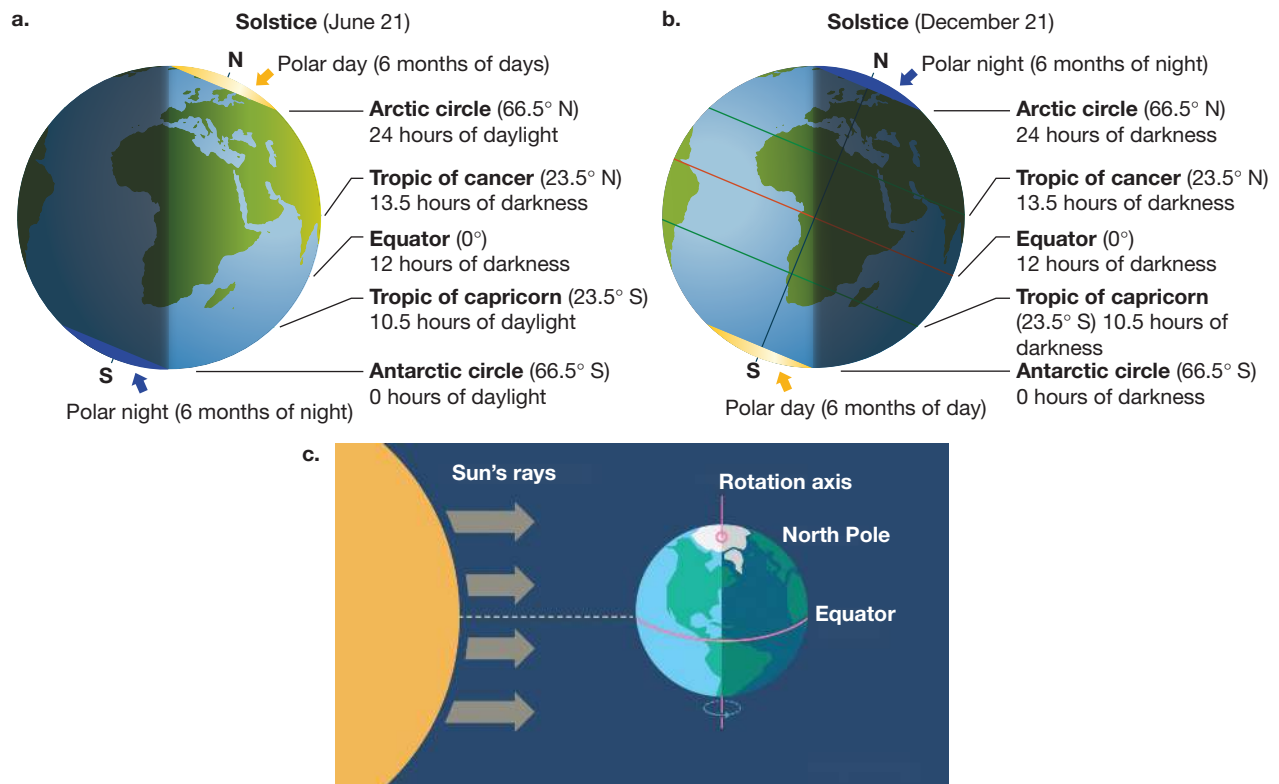 a.
Solstice (June 21)
N
Polar day (6 months of days)
Arctic circle (66.5° N)
24 hours of daylight
Tropic of cancer (23.5° N)
13.5 hours of darkness
Equator (0°)
12 hours of darkness
Tropic of capricorn (23.5° S)
10.5 hours of daylight
Antarctic circle (66.5° S)
0 hours of daylight
S
Polar night (6 months of night)
b.
Solstice (December 21)
N
Polar night (6 months of night)
Arctic circle (66.5° N)
24 hours of darkness
Tropic of cancer (23.5° N)
13.5 hours of darkness
Equator (0°)
12 hours of darkness
Tropic of capricorn
(23.5° S) 10.5 hours of
darkness
Antarctic circle (66.5° S)
0 hours of darkness
S
Polar day (6 months of day)
c.
Sun's rays
Rotation axis
North Pole
Equator